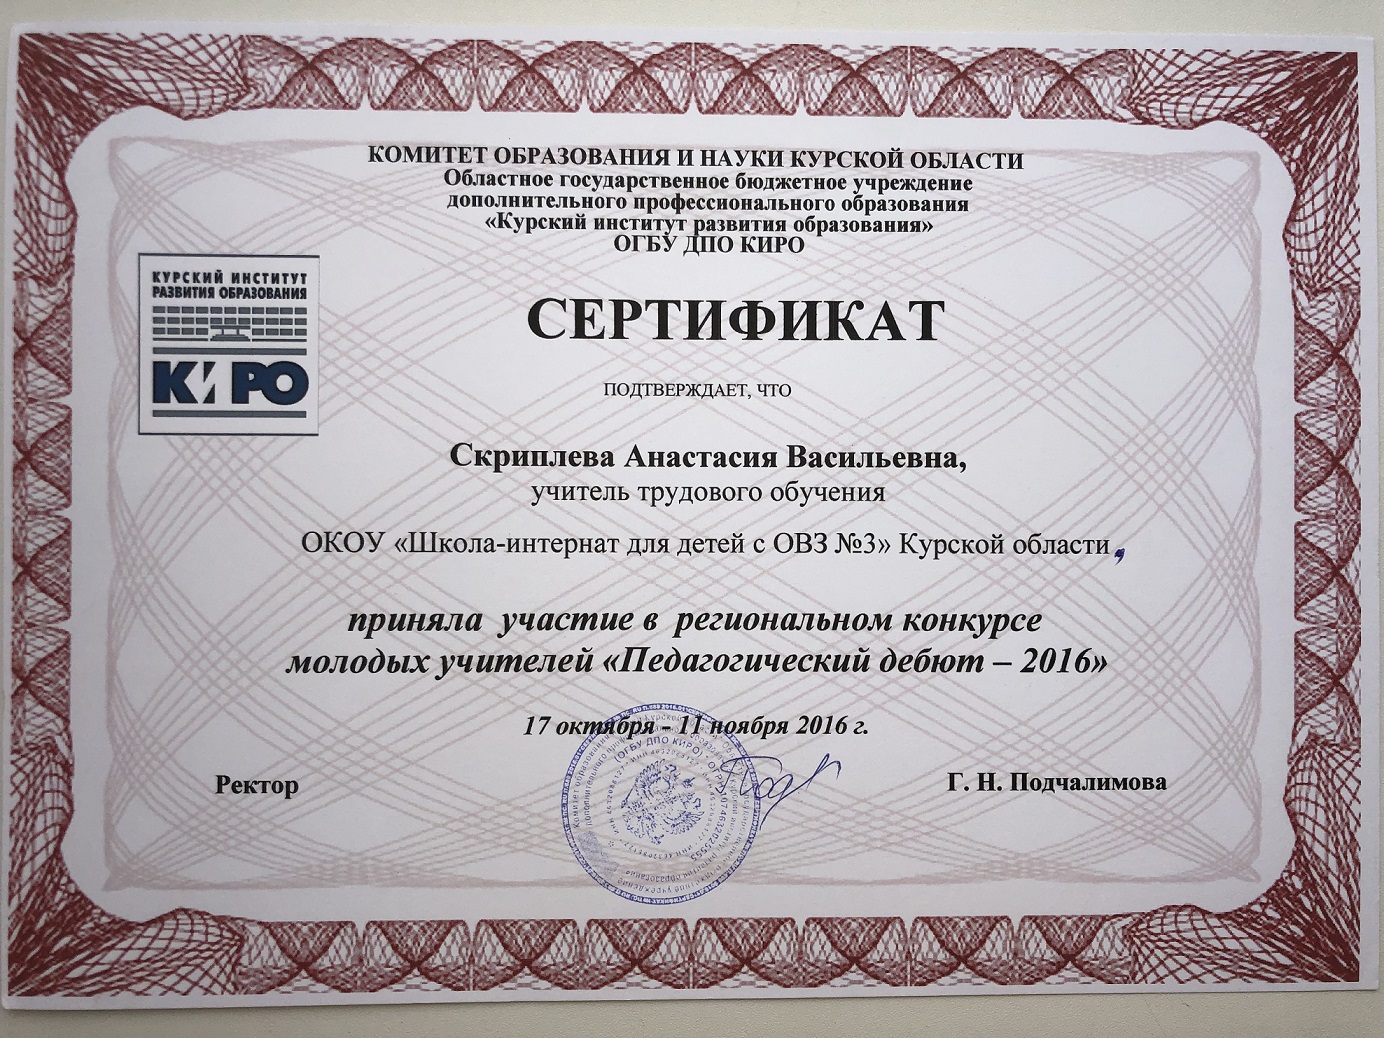 КОМИТЕТ ОБРАЗОВАНИЯ И НАУКИ КУРСКОЙ ОБЛАСТИ
Областное государственное бюджетное учреждение
дополнительного профессионального образования
«Курский институт развития образования»
ОГБУ ДПО КИРО
КУРСКИЙ ИНСТИТУТ
РАЗВИТИЯ ОБРАЗОВАНИЯ
КИРО
СЕРТИФИКАТ
ПОДТВЕРЖДАЕТ, ЧТО
Скриплева Анастасия Васильевна,
учитель трудового обучения
ОКОУ «Школа-интернат для детей с ОВЗ №3» Курской области,
приняла участие в региональном конкурсе
молодых учителей «Педагогический дебют – 2016»
17 октября – 11 ноября 2016 г.
(ОГБУ ДПО КИРО)
Ректор
Г. Н. Подчалимова